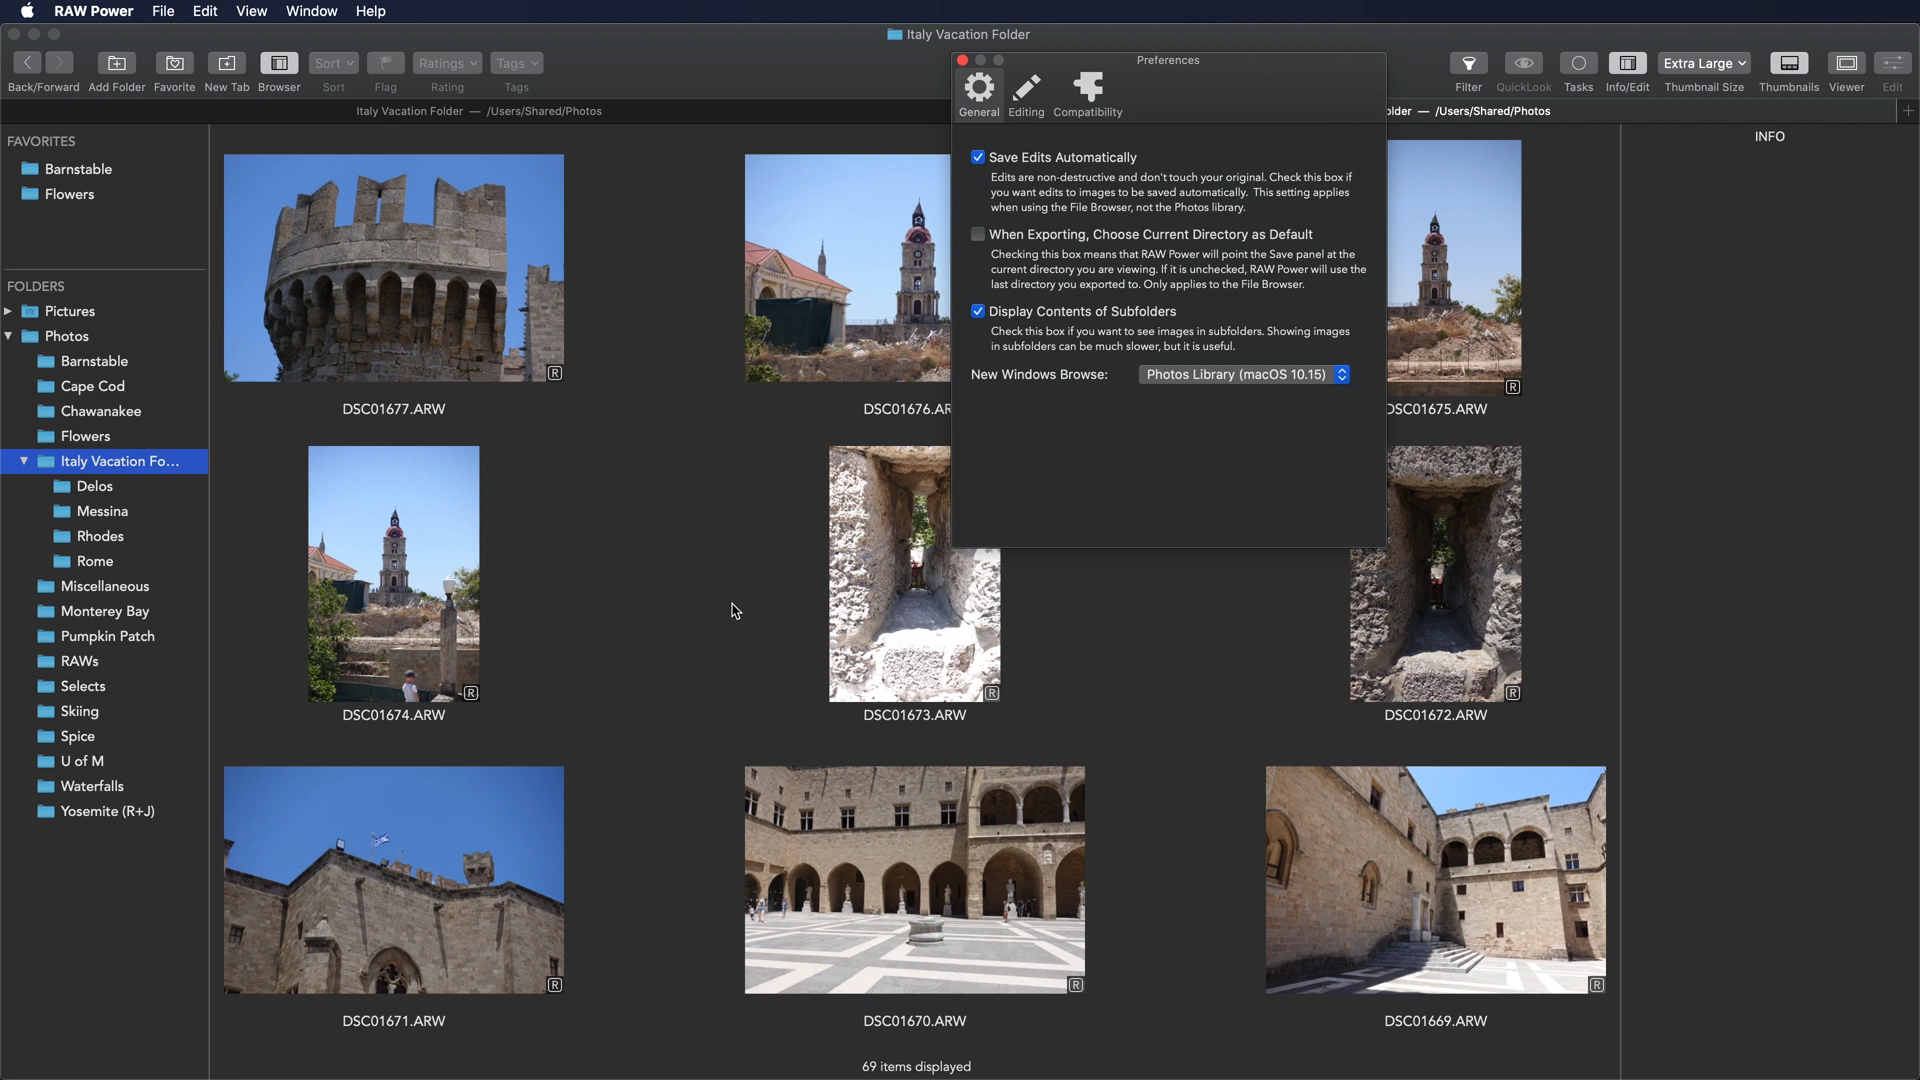 RAW Power File Edit View Window Help
Italy Vacation Folder
Sort Ratings Tags
Back/Forward Add Folder Favorite New Tab Browser Sort Flag Rating Tags
Extra Large
Filter QuickLook Tasks Info/Edit Thumbnail Size Thumbnails Viewer Edit
Italy Vacation Folder — /Users/Shared/Photos
older — /Users/Shared/Photos
Preferences
General Editing Compatibility
Save Edits Automatically
Edits are non-destructive and don't touch your original. Check this box if
you want edits to images to be saved automatically. This setting applies
when using the File Browser, not the Photos library.
When Exporting, Choose Current Directory as Default
Checking this box means that RAW Power will point the Save panel at the
current directory you are viewing. If it is unchecked, RAW Power will use the
last directory you exported to. Only applies to the File Browser.
Display Contents of Subfolders
Check this box if you want to see images in subfolders. Showing images
in subfolders can be much slower, but it is useful.
New Windows Browse: Photos Library (macOS 10.15)
INFO
FAVORITES
Barnstable
Flowers
FOLDERS
Pictures
Photos
Barnstable
Cape Cod
Chawanakee
Flowers
Italy Vacation Fo...
Delos
Messina
Rhodes
Rome
Miscellaneous
Monterey Bay
Pumpkin Patch
RAWs
Selects
Skiing
Spice
U of M
Waterfalls
Yosemite (R+J)
R
R
DSC01677.ARW DSC01676.AR DSC01675.ARW
R R R
DSC01674.ARW DSC01673.ARW DSC01672.ARW
R R R
DSC01671.ARW DSC01670.ARW DSC01669.ARW
69 items displayed